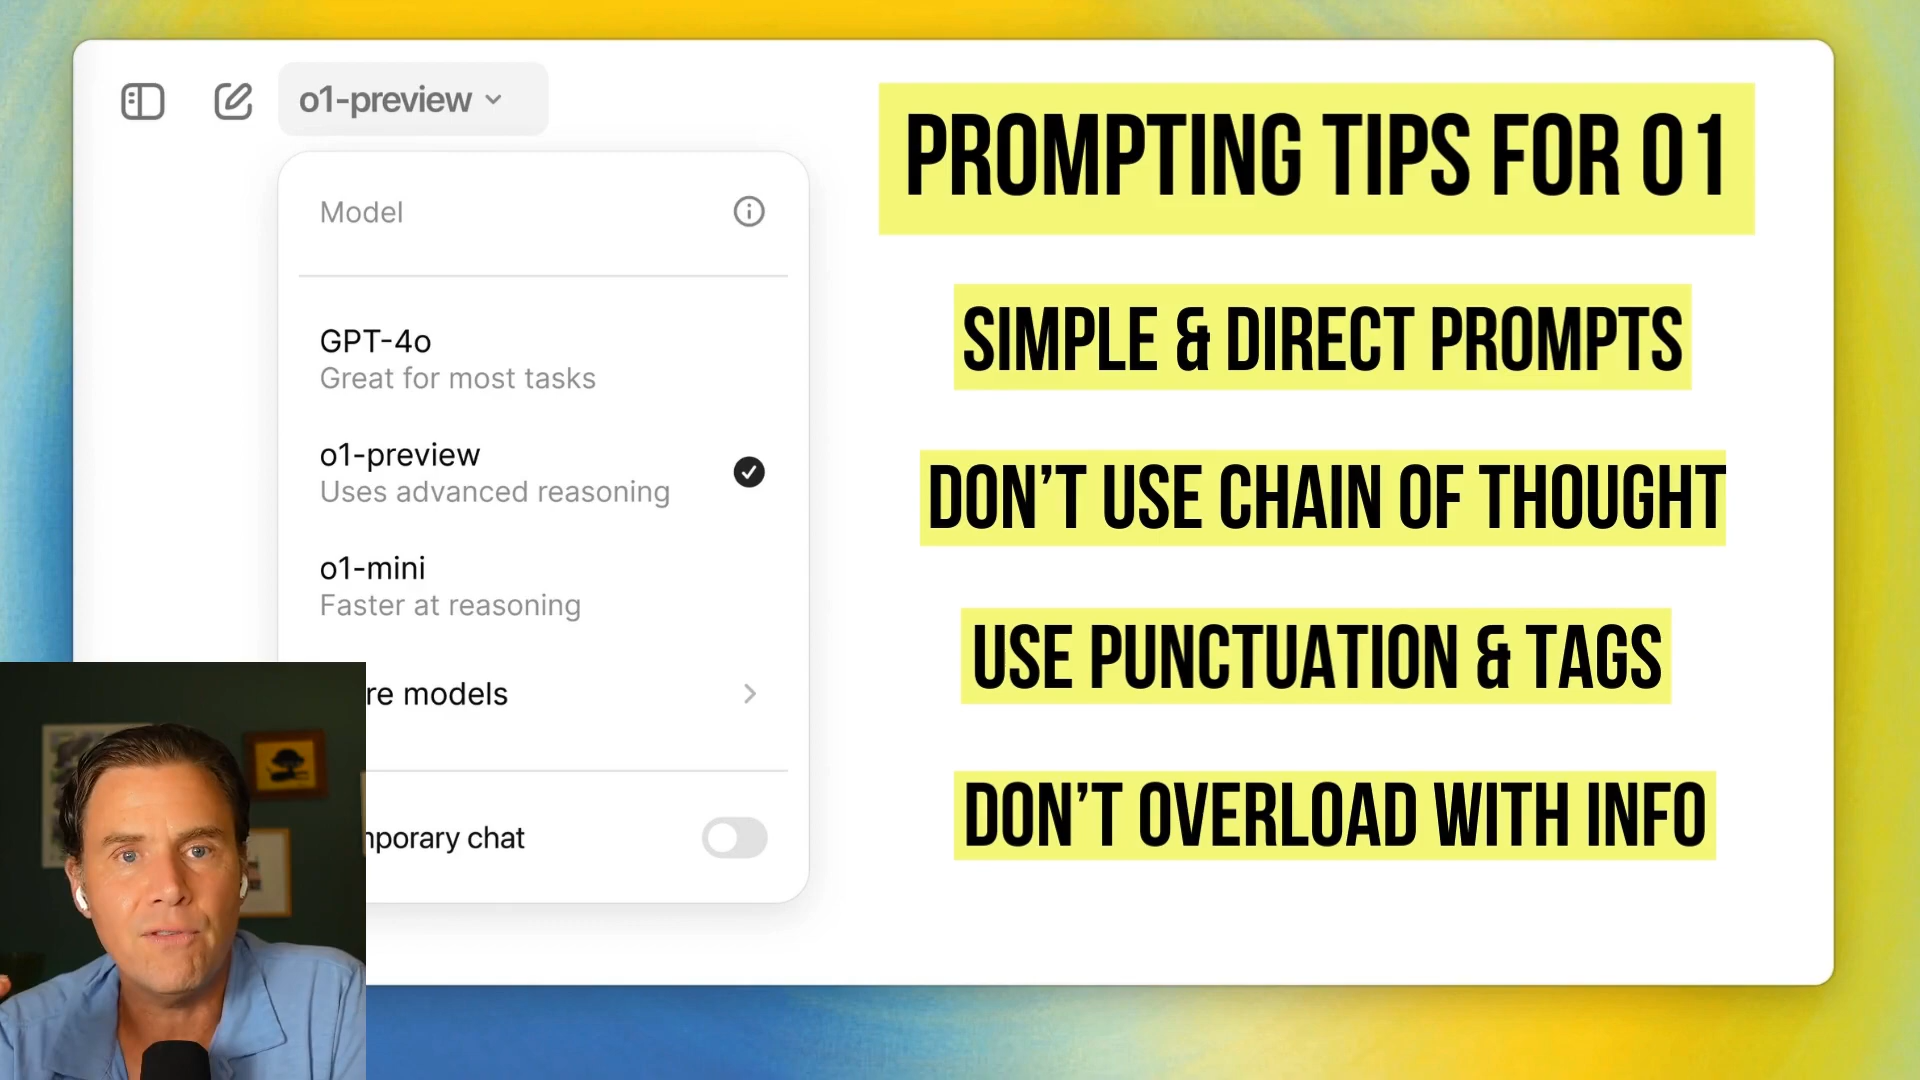 o1-preview
Model
GPT-4o
Great for most tasks
o1-preview
Uses advanced reasoning
o1-mini
Faster at reasoning
models
chat
PROMPTING TIPS FOR O1
SIMPLE & DIRECT PROMPTS
DON'T USE CHAIN OF THOUGHT
USE PUNCTUATION & TAGS
DON'T OVERLOAD WITH INFO